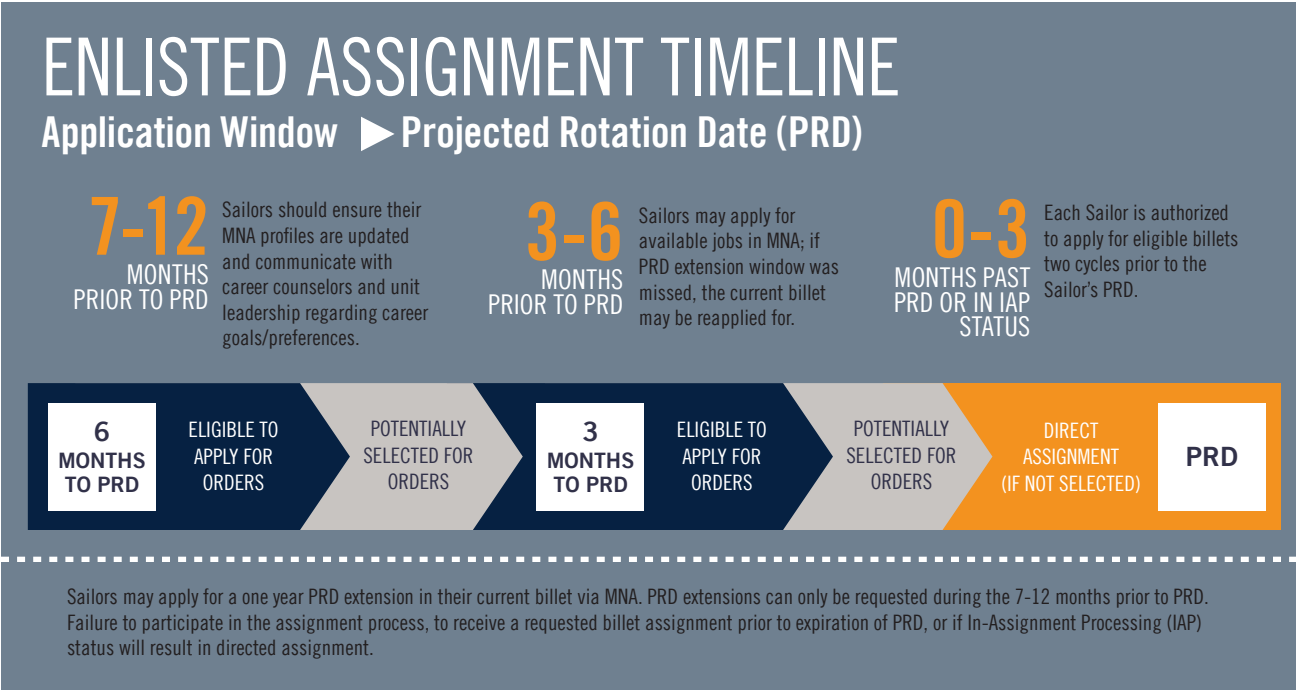 ENLISTED ASSIGNMENT TIMELINE
Application Window ▶ Projected Rotation Date (PRD)
7-12
MONTHS
PRIOR TO PRD
Sailors should ensure their
MNA profiles are updated
and communicate with
career counselors and unit
leadership regarding career
goals/preferences.
3-6
MONTHS
PRIOR TO PRD
Sailors may apply for
available jobs in MNA; if
PRD extension window was
missed, the current billet
may be reapplied for.
0-3
MONTHS PAST
PRD OR IN IAP
STATUS
Each Sailor is authorized
to apply for eligible billets
two cycles prior to the
Sailor's PRD.
6
MONTHS
TO PRD
ELIGIBLE TO
APPLY FOR
ORDERS
POTENTIALLY
SELECTED FOR
ORDERS
3
MONTHS
TO PRD
ELIGIBLE TO
APPLY FOR
ORDERS
POTENTIALLY
SELECTED FOR
ORDERS
DIRECT
ASSIGNMENT
(IF NOT SELECTED)
PRD
Sailors may apply for a one year PRD extension in their current billet via MNA. PRD extensions can only be requested during the 7-12 months prior to PRD.
Failure to participate in the assignment process, to receive a requested billet assignment prior to expiration of PRD, or if In-Assignment Processing (IAP)
status will result in directed assignment.